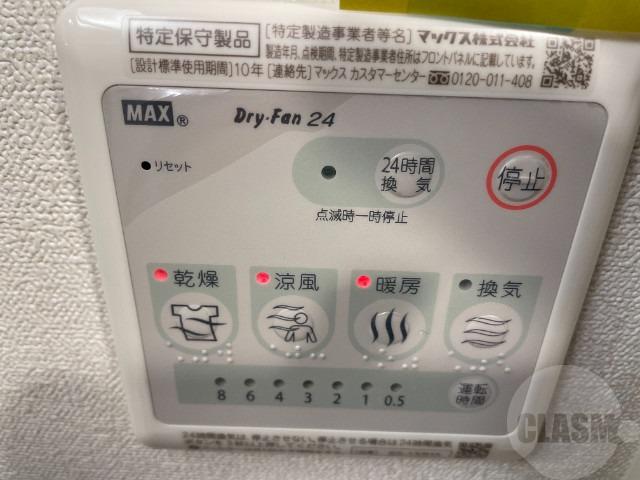 特定保守製品 [特定製造事業者等名] マックス株式会社
製造年月、点検期間、特定製造事業者住所はフロントパネルに記載しています。
[設計標準使用期間]10年 [連絡先]マックス カスタマーセンター 0120-011-408
MAX® Dry・Fan 24
リセット
24時間
換気
停止
点滅時一時停止
乾燥 涼風 暖房 換気
8 6 4 3 2 1 0.5
運転
時間
CLASM